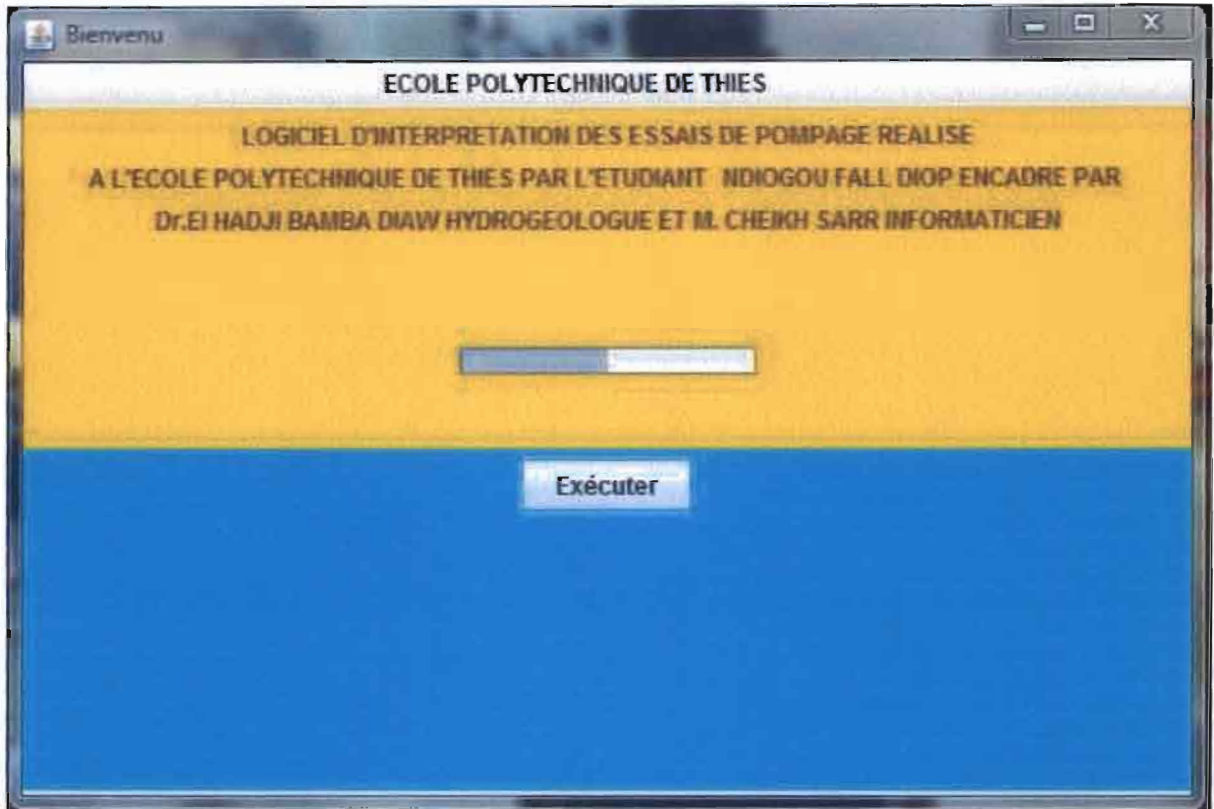 Bienvenu
ECOLE POLYTECHNIQUE DE THIES
LOGICIEL D'INTERPRETATION DES ESSAIS DE POMPAGE REALISE
A L'ECOLE POLYTECHNIQUE DE THIES PAR L'ETUDIANT NDIOGOU FALL DIOP ENCADRE PAR
Dr.El HADJI BAMBA DIAW HYDROGEOLOGUE ET M. CHEIKH SARR INFORMATICIEN
Exécuter